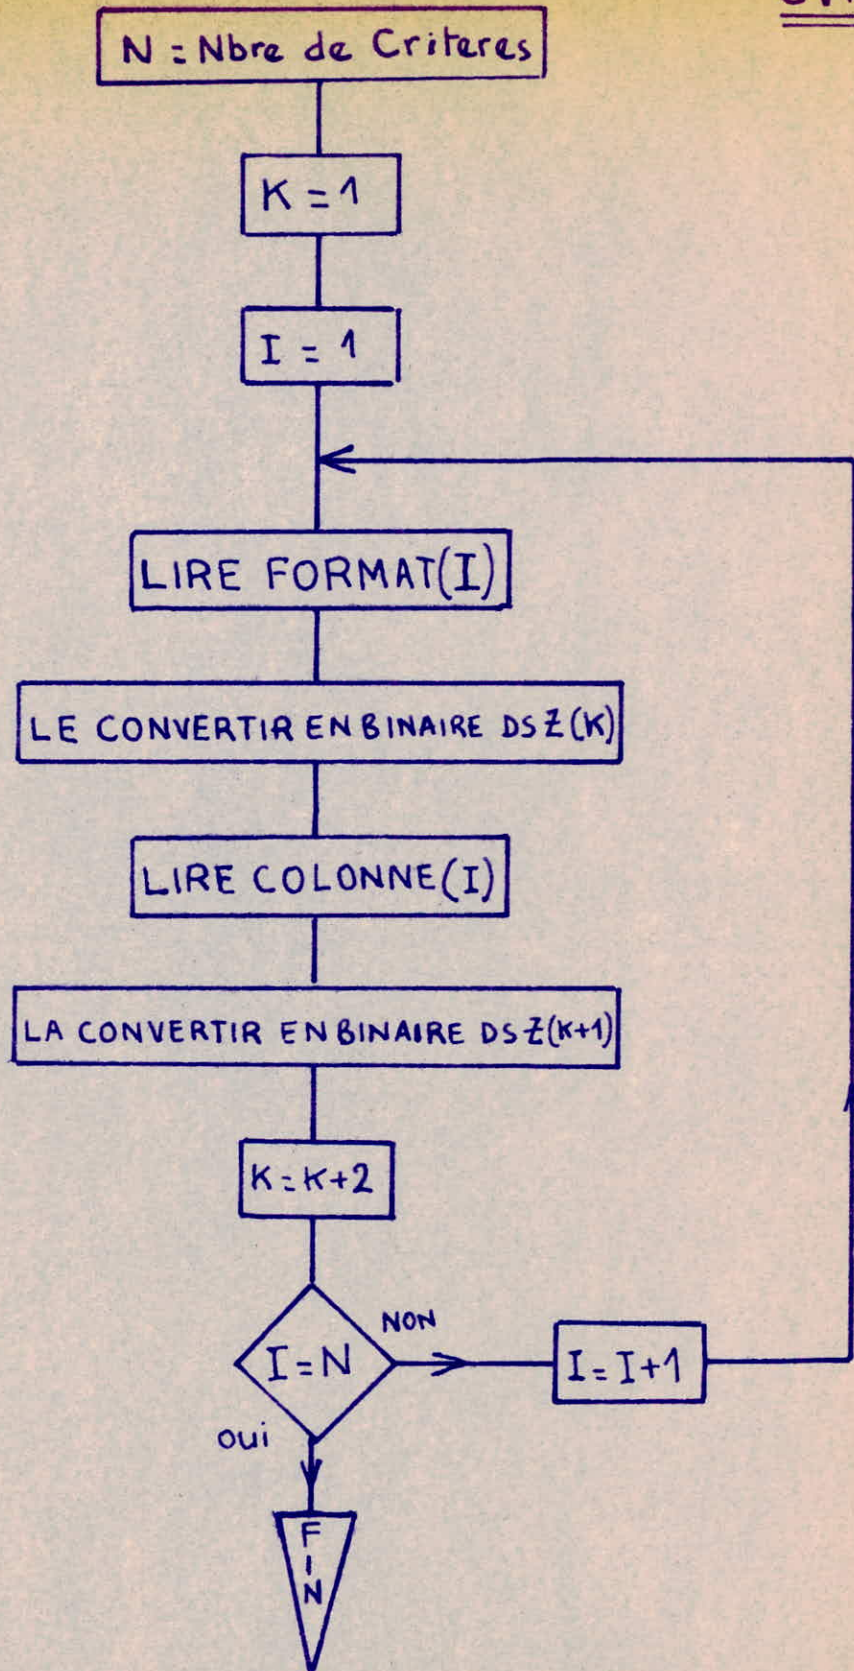 N = Nbre de Criteres
K = 1
I = 1
LIRE FORMAT(I)
LE CONVERTIR EN BINAIRE DS Z(K)
LIRE COLONNE(I)
LA CONVERTIR EN BINAIRE DS Z(K+1)
K = K+2
I = N
NON
I = I+1
oui
FIN